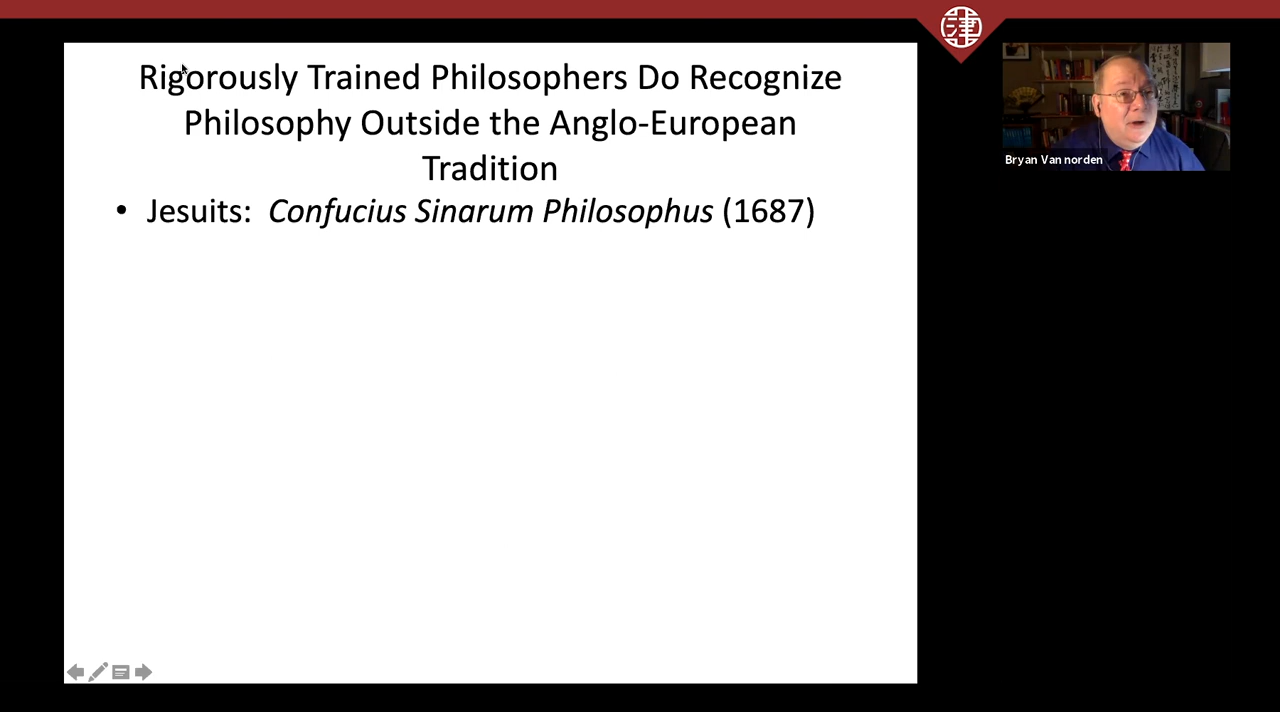 Rigorously Trained Philosophers Do Recognize
Philosophy Outside the Anglo-European
Tradition
• Jesuits: Confucius Sinarum Philosophus (1687)
Bryan Van norden